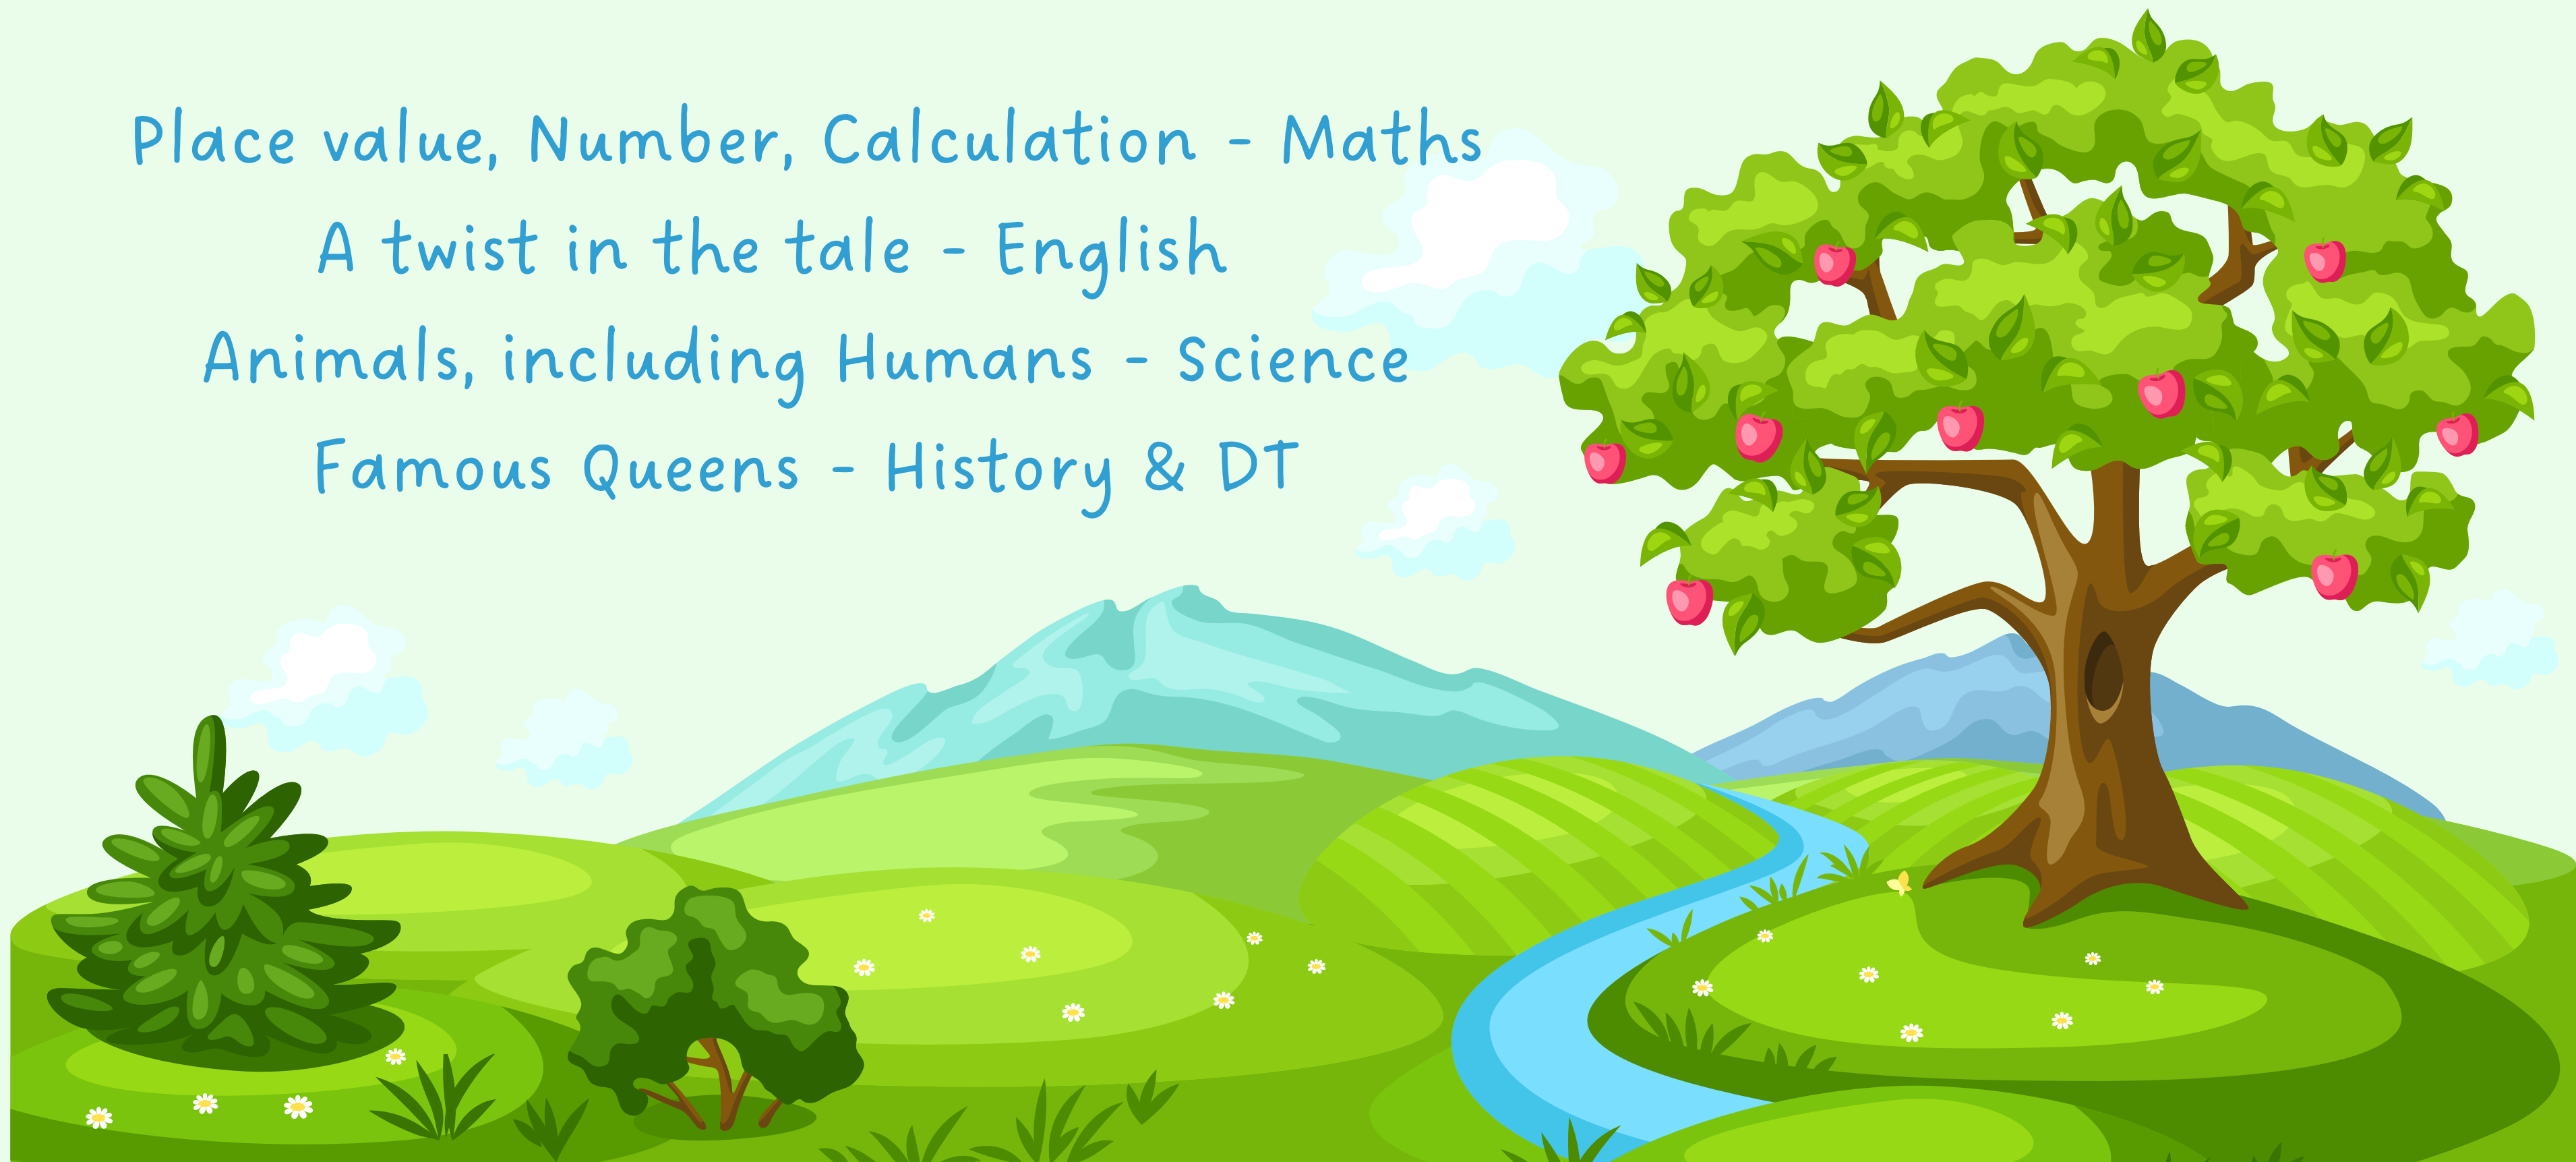 Place value, Number, Calculation - Maths
A twist in the tale - English
Animals, including Humans - Science
Famous Queens - History & DT